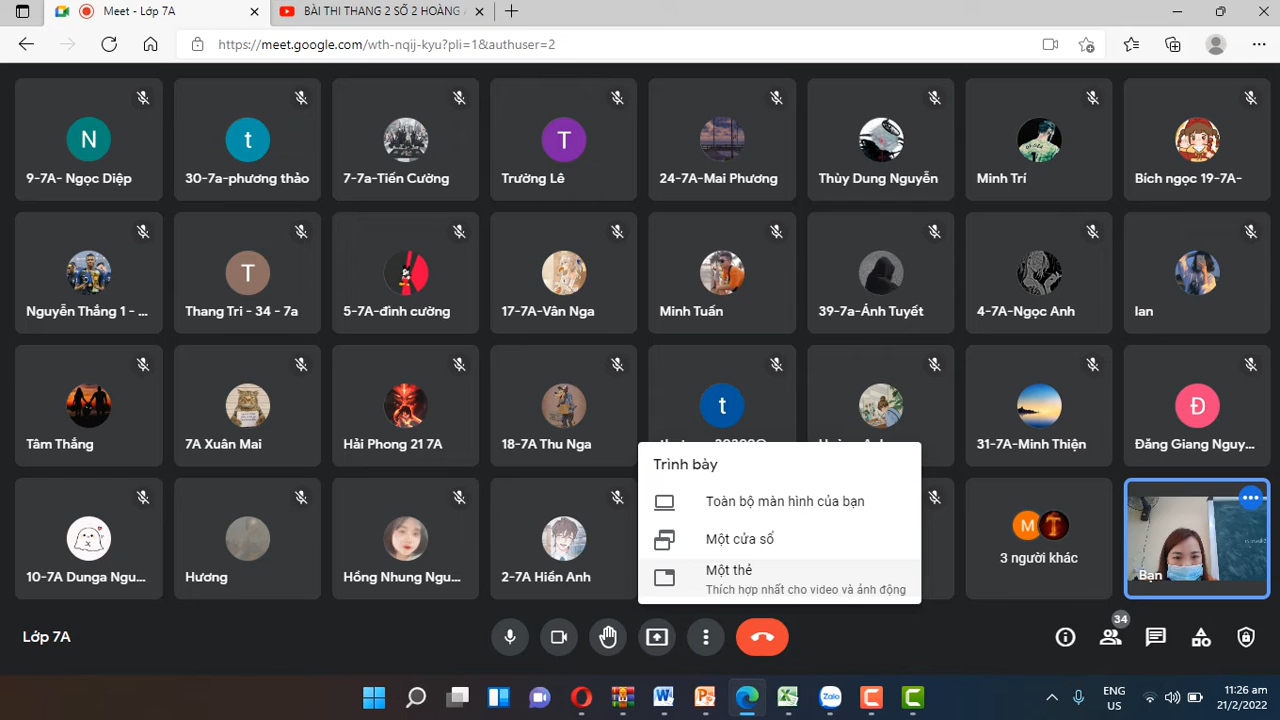 Meet - Lớp 7A
BÀI THI THANG 2 SỐ 2 HOÀNG
https://meet.google.com/wth-nqij-kyu?pli=1&authuser=2
N
9-7A- Ngọc Diệp
t
30-7a-phương thảo
7-7a-Tiến Cường
T
Trường Lê
24-7A-Mai Phương
Thùy Dung Nguyễn
Minh Trí
Bích ngọc 19-7A-
Nguyễn Thắng 1 - ...
T
Thang Tri - 34 - 7a
5-7A-đình cường
17-7A-Vân Nga
Minh Tuấn
39-7a-Ánh Tuyết
4-7A-Ngọc Anh
lan
Tâm Thắng
7A Xuân Mai
Hải Phong 21 7A
18-7A Thu Nga
t
31-7A-Minh Thiện
Đ
Đăng Giang Nguy...
10-7A Dunga Ngu...
Hương
Hồng Nhung Ngu...
2-7A Hiền Anh
M
3 người khác
Bạn
Trình bày
Toàn bộ màn hình của bạn
Một cửa sổ
Một thẻ
Thích hợp nhất cho video và ảnh động
Lớp 7A
34
ENG
US
11:26 am
21/2/2022